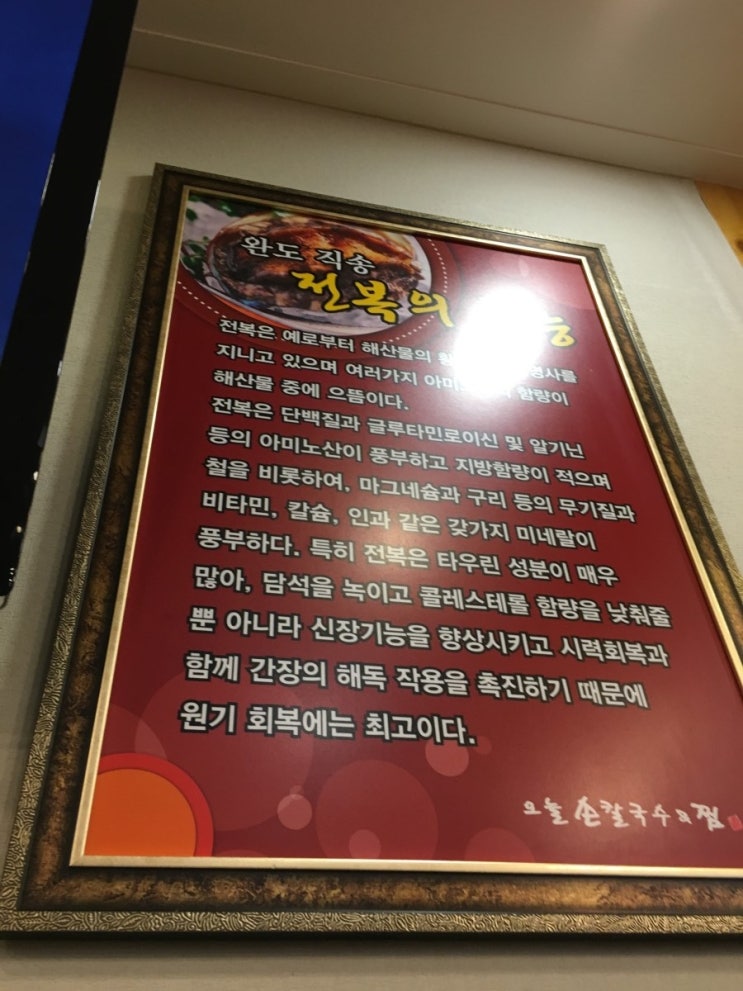 완도 직송
전복의
전복은 예로부터 해산물의
지니고 있으며 여러가지 함량이
해산물 중에 으뜸이다.
전복은 단백질과 글루타민로이신 및 알기닌
등의 아미노산이 풍부하고 지방함량이 적으며
철을 비롯하여, 마그네슘과 구리 등의 무기질과
비타민, 칼슘, 인과 같은 갖가지 미네랄이
풍부하다. 특히 전복은 타우린 성분이 매우
많아, 담석을 녹이고 콜레스테롤 함량을 낮춰줄
뿐 아니라 신장기능을 향상시키고 시력회복과
함께 간장의 해독 작용을 촉진하기 때문에
원기 회복에는 최고이다.
오늘 손칼국수&찜